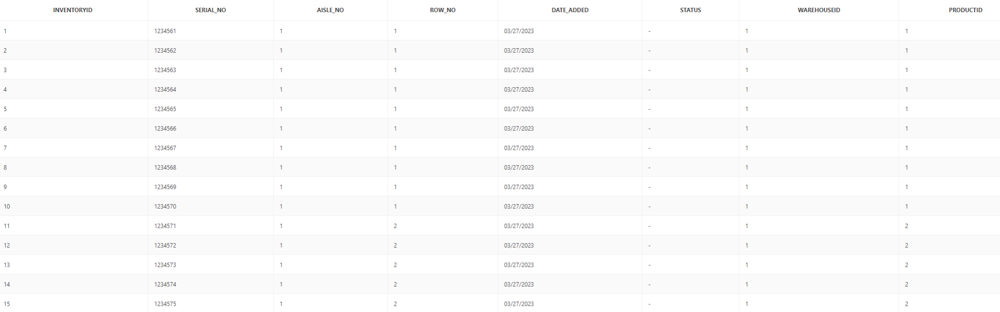 INVENTORYID SERIAL_NO AISLE_NO ROW_NO DATE_ADDED STATUS WAREHOUSEID PRODUCTID
1 1234561 1 1 03/27/2023 - 1 1
2 1234562 1 1 03/27/2023 - 1 1
3 1234563 1 1 03/27/2023 - 1 1
4 1234564 1 1 03/27/2023 - 1 1
5 1234565 1 1 03/27/2023 - 1 1
6 1234566 1 1 03/27/2023 - 1 1
7 1234567 1 1 03/27/2023 - 1 1
8 1234568 1 1 03/27/2023 - 1 1
9 1234569 1 1 03/27/2023 - 1 1
10 1234570 1 1 03/27/2023 - 1 1
11 1234571 1 2 03/27/2023 - 1 2
12 1234572 1 2 03/27/2023 - 1 2
13 1234573 1 2 03/27/2023 - 1 2
14 1234574 1 2 03/27/2023 - 1 2
15 1234575 1 2 03/27/2023 - 1 2